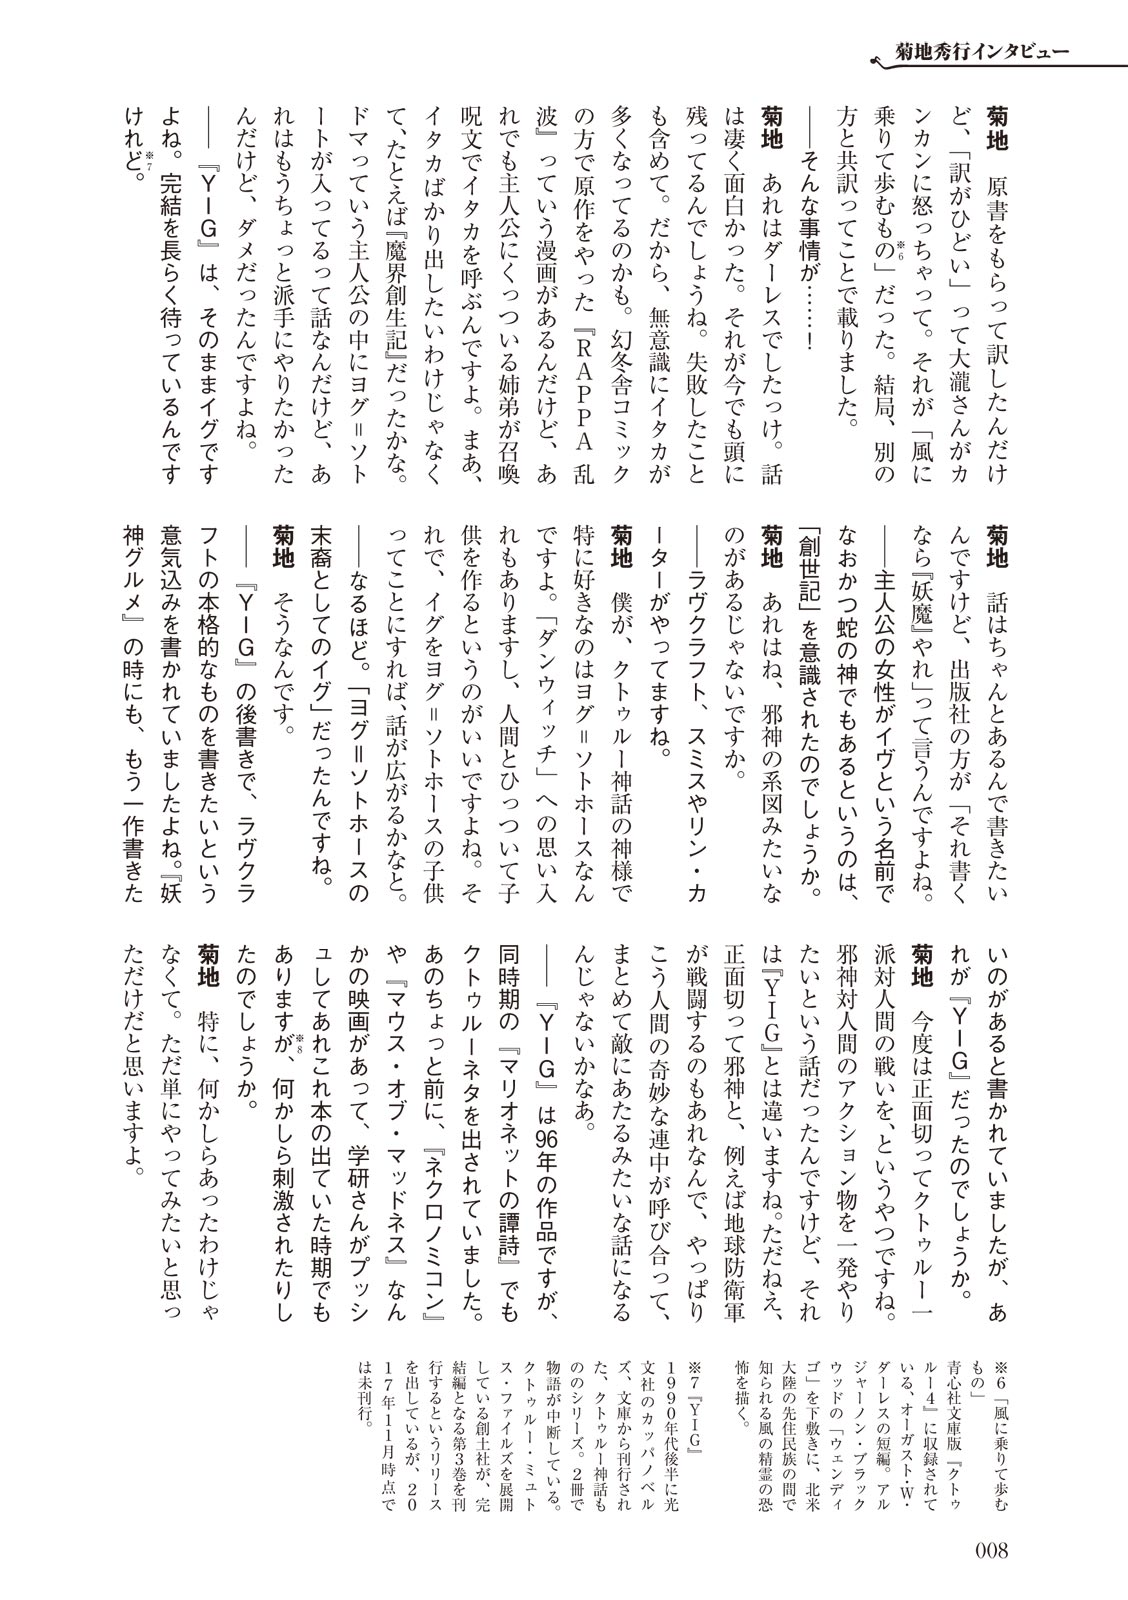 菊地秀行インタビュー
菊地　原書をもらって訳したんだけ
ど、「訳がひどい」って大瀧さんがカ
ンカンに怒っちゃって。それが「風に
乗りて歩むもの※6」だった。結局、別の
方と共訳ってことで載りました。
――そんな事情が……！
菊地　あれはダーレスでしたっけ。話
は凄く面白かった。それが今でも頭に
残ってるんでしょうね。失敗したこと
も含めて。だから、無意識にイタカが
多くなってるのかも。幻冬舎コミック
の方で原作をやった『RAPPA 乱
波』っていう漫画があるんだけど、あ
れでも主人公にくっついる姉弟が召喚
呪文でイタカを呼ぶんですよ。まあ、
イタカばかり出したいわけじゃなく
て、たとえば『魔界創生記』だったかな。
ドマっていう主人公の中にヨグ＝ソト
ートが入ってるって話なんだけど、あ
れはもうちょっと派手にやりたかった
んだけど、ダメだったんですよね。
――『YIG』は、そのままイグです
よね※7。完結を長らく待っているんです
けれど。
菊地　話はちゃんとあるんで書きたい
んですけど、出版社の方が「それ書く
なら『妖魔』やれ」って言うんですよね。
――主人公の女性がイヴという名前で
なおかつ蛇の神でもあるというのは、
「創世記」を意識されたのでしょうか。
菊地　あれはね、邪神の系図みたいな
のがあるじゃないですか。
――ラヴクラフト、スミスやリン・カ
ーターがやってますね。
菊地　僕が、クトゥルー神話の神様で
特に好きなのはヨグ＝ソトホースなん
ですよ。「ダンウィッチ」への思い入
れもありますし、人間とひっついて子
供を作るというのがいいですよね。そ
れで、イグをヨグ＝ソトホースの子供
ってことにすれば、話が広がるかなと。
――なるほど。「ヨグ＝ソトホースの
末裔としてのイグ」だったんですね。
菊地　そうなんです。
――『YIG』の後書きで、ラヴクラ
フトの本格的なものを書きたいという
意気込みを書かれていましたよね。『妖
神グルメ』の時にも、もう一作書きた
いのがあると書かれていましたが、あ
れが『YIG』だったのでしょうか。
菊地　今度は正面切ってクトゥルー一
派対人間の戦いを、というやつですね。
邪神対人間のアクション物を一発やり
たいという話だったんですけど、それ
は『YIG』とは違いますね。ただねえ、
正面切って邪神と、例えば地球防衛軍
が戦闘するのもあれなんで、やっぱり
こう人間の奇妙な連中が呼び合って、
まとめて敵にあたるみたいな話になる
んじゃないかなあ。
――『YIG』は96年の作品ですが、
同時期の『マリオネットの譚詩』でも
クトゥルーネタを出されていました。
あのちょっと前に、『ネクロノミコン』
や『マウス・オブ・マッドネス』なん
かの映画があって、学研さんがプッシ
ュしてあれこれ本の出ていた時期でも
ありますが※8、何かしら刺激されたりし
たのでしょうか。
菊地　特に、何かしらあったわけじゃ
なくて。ただ単にやってみたいと思っ
ただけだと思いますよ。
※6「風に乗りて歩む
もの」
青心社文庫版『クトゥ
ルー4』に収録されて
いる、オーガスト・W・
ダーレスの短編。アル
ジャーノン・ブラック
ウッドの「ウェンディ
ゴ」を下敷きに、北米
大陸の先住民族の間で
知られる風の精霊の恐
怖を描く。
※7『YIG』
1990年代後半に光
文社のカッパノベル
ズ、文庫から刊行され
た、クトゥルー神話も
ののシリーズ。2冊で
物語が中断している。
クトゥルー・ミュト
ス・ファイルズを展開
している創土社が、完
結編となる第3巻を刊
行するというリリース
を出しているが、20
17年11月時点で
は未刊行。
008